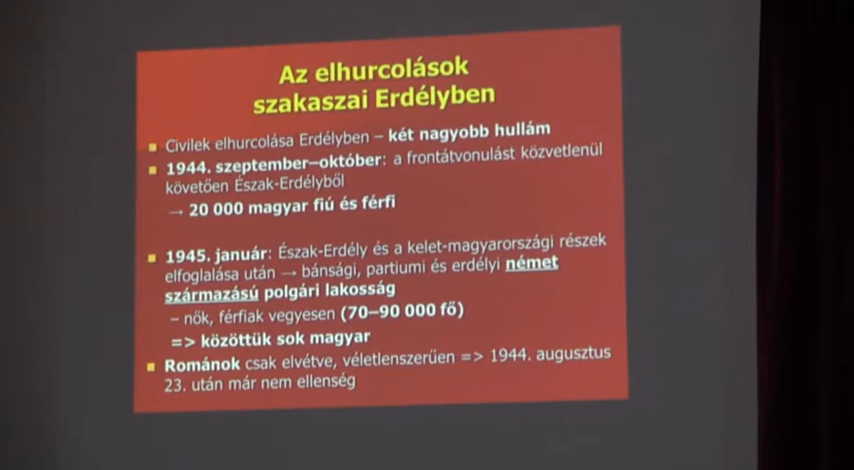 Az elhurcolások
szakaszai Erdélyben
Civilek elhurcolása Erdélyben – két nagyobb hullám
1944. szeptember–október: a frontátvonulást közvetlenül
követően Észak-Erdélyből
→ 20 000 magyar fiú és férfi
1945. január: Észak-Erdély és a kelet-magyarországi részek
elfoglalása után → bánsági, partiumi és erdélyi német
származású polgári lakosság
– nők, férfiak vegyesen (70–90 000 fő)
=> közöttük sok magyar
Románok csak elvétve, véletlenszerűen => 1944. augusztus
23. után már nem ellenség